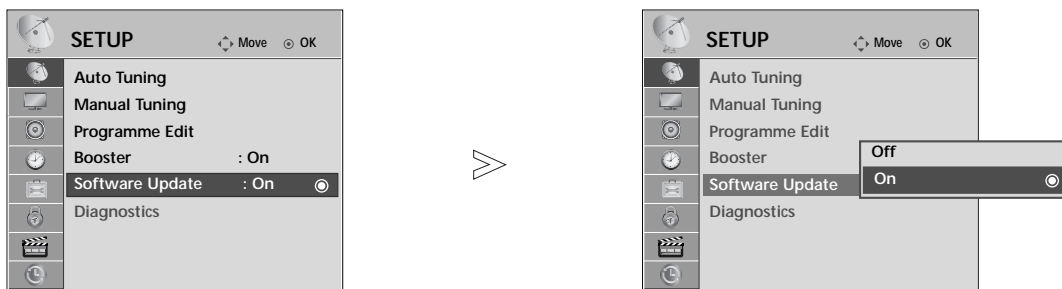 SETUP Move OK
Auto Tuning
Manual Tuning
Programme Edit
Booster : On
Software Update : On
Diagnostics
SETUP Move OK
Auto Tuning
Manual Tuning
Programme Edit
Booster
Software Update
Diagnostics
Off
On